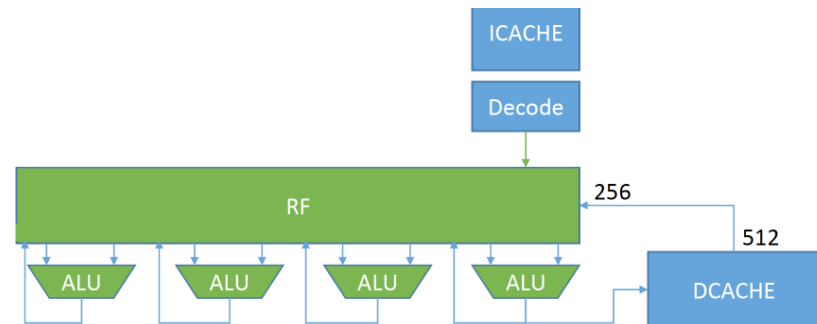 ICACHE
Decode
RF
256
512
ALU
ALU
ALU
ALU
DCACHE